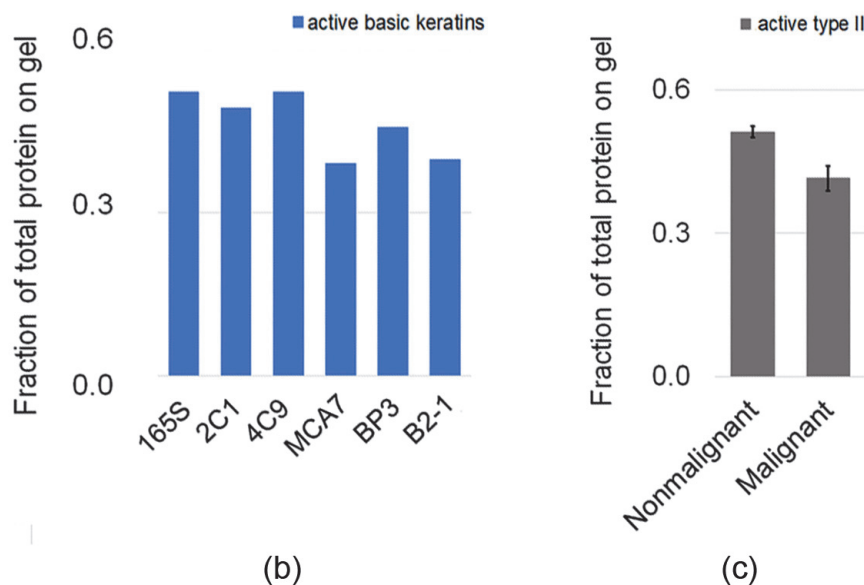 active basic keratins
Fraction of total protein on gel
0.6
0.3
0.0
165S
2C1
4C9
MCA7
BP3
B2-1
(b)
active type II
Fraction of total protein on gel
0.6
0.3
0.0
Nonmalignant
Malignant
(c)